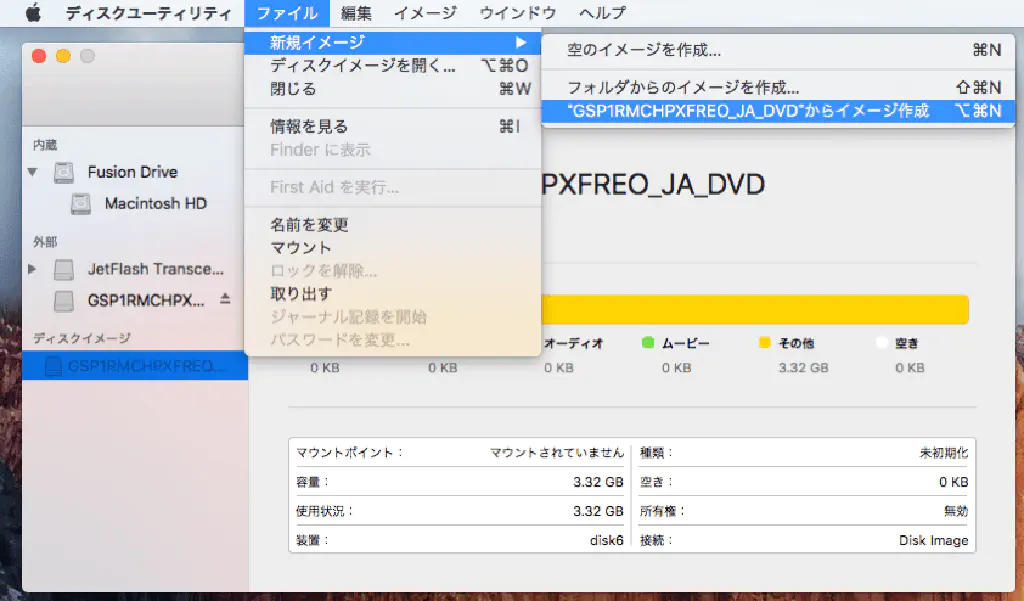 ディスクユーティリティ ファイル 編集 イメージ ウインドウ ヘルプ
新規イメージ ▶
ディスクイメージを開く... ⌥⌘O
閉じる ⌘W
情報を見る ⌘I
Finder に表示
First Aid を実行...
名前を変更
マウント
ロックを解除...
取り出す
ジャーナル記録を開始
パスワードを変更...
空のイメージを作成... ⌘N
フォルダからのイメージを作成... ⇧⌘N
"GSP1RMCHPXFREO_JA_DVD"からイメージ作成 ⌥⌘N
内蔵
Fusion Drive
Macintosh HD
外部
JetFlash Transce...
GSP1RMCHPX...
ディスクイメージ
GSP1RMCHPXFREO...
PXFREO_JA_DVD
オーディオ ムービー その他 空き
0 KB 0 KB 0 KB 0 KB 3.32 GB 0 KB
マウントポイント： マウントされていません 種類： 未初期化
容量： 3.32 GB 空き： 0 KB
使用状況： 3.32 GB 所有権： 無効
装置： disk6 接続： Disk Image